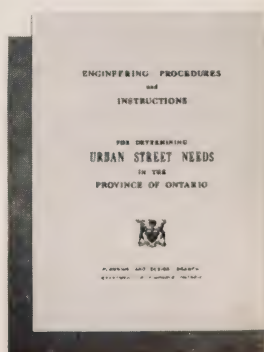 ENGINEERING PROCEDURES
and
INSTRUCTIONS
FOR DETERMINING
URBAN STREET NEEDS
IN THE
PROVINCE OF ONTARIO